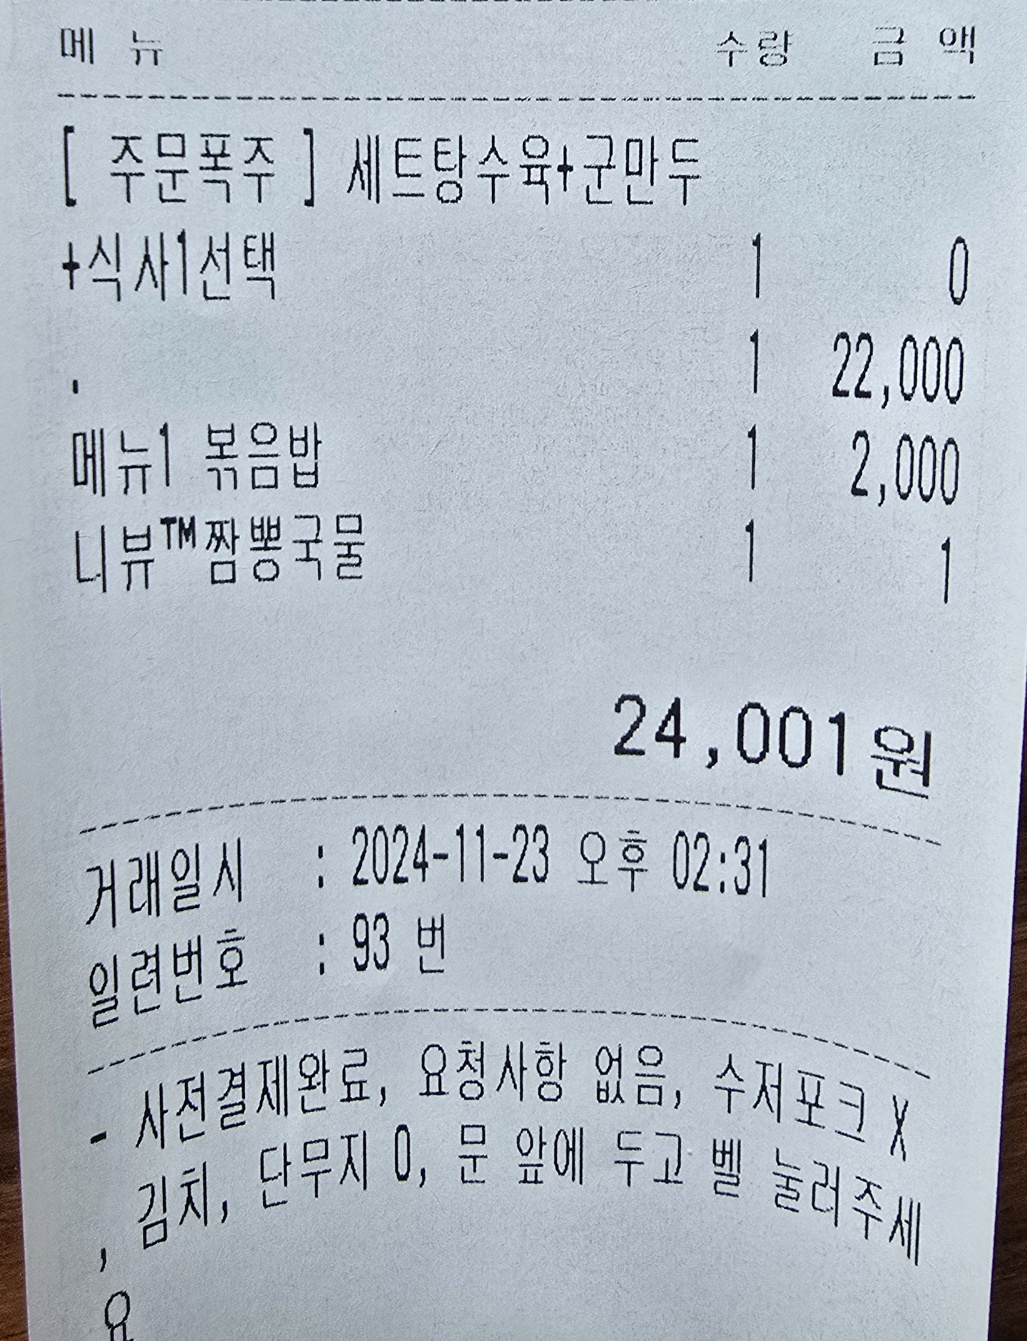 메 뉴 수량 금 액
[ 주문폭주 ] 세트탕수육+군만두
+식사1선택 1 0
. 1 22,000
메뉴1 볶음밥 1 2,000
니뷰™짬뽕국물 1 1
24,001원
거래일시 : 2024-11-23 오후 02:31
일련번호 : 93 번
- 사전결제완료, 요청사항 없음, 수저포크 X
, 김치, 단무지 O, 문 앞에 두고 벨 눌러주세
요